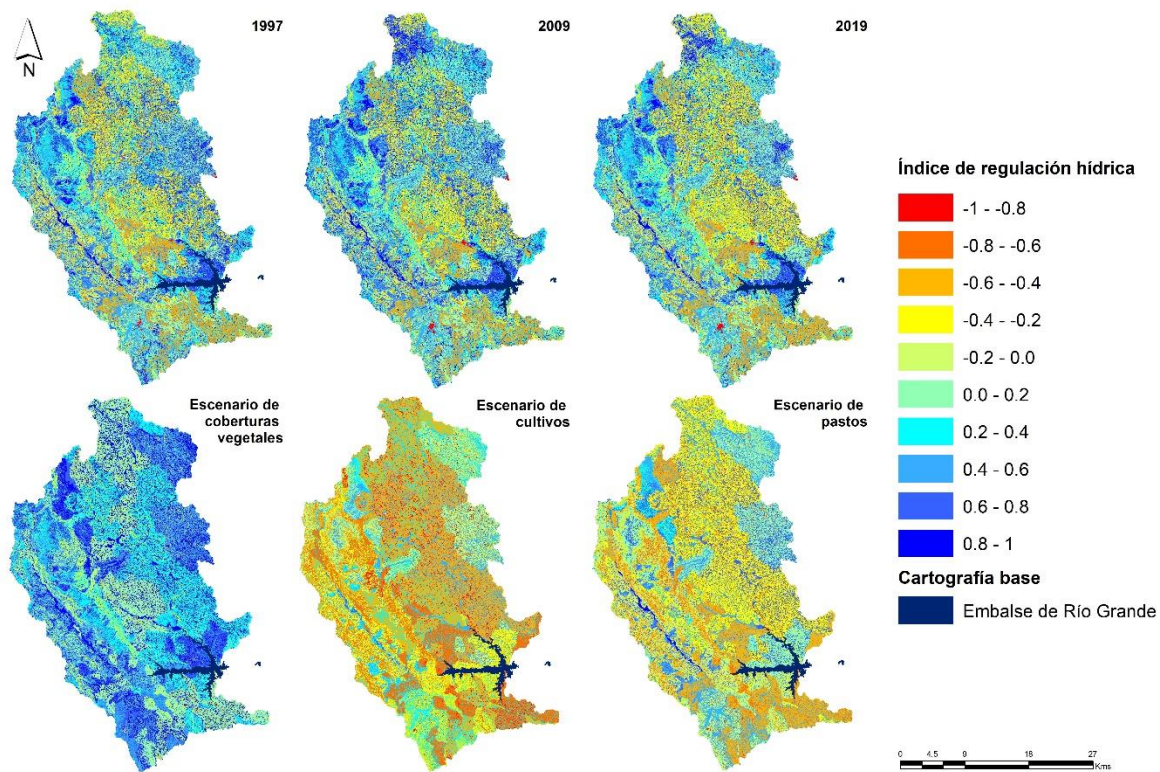 1997
2009
2019
N
Escenario de
coberturas
vegetales
Escenario de
cultivos
Escenario de
pastos
Índice de regulación hídrica
-1 - -0.8
-0.8 - -0.6
-0.6 - -0.4
-0.4 - -0.2
-0.2 - 0.0
0.0 - 0.2
0.2 - 0.4
0.4 - 0.6
0.6 - 0.8
0.8 - 1
Cartografía base
Embalse de Río Grande
0 4.5 9 18 27
Kms